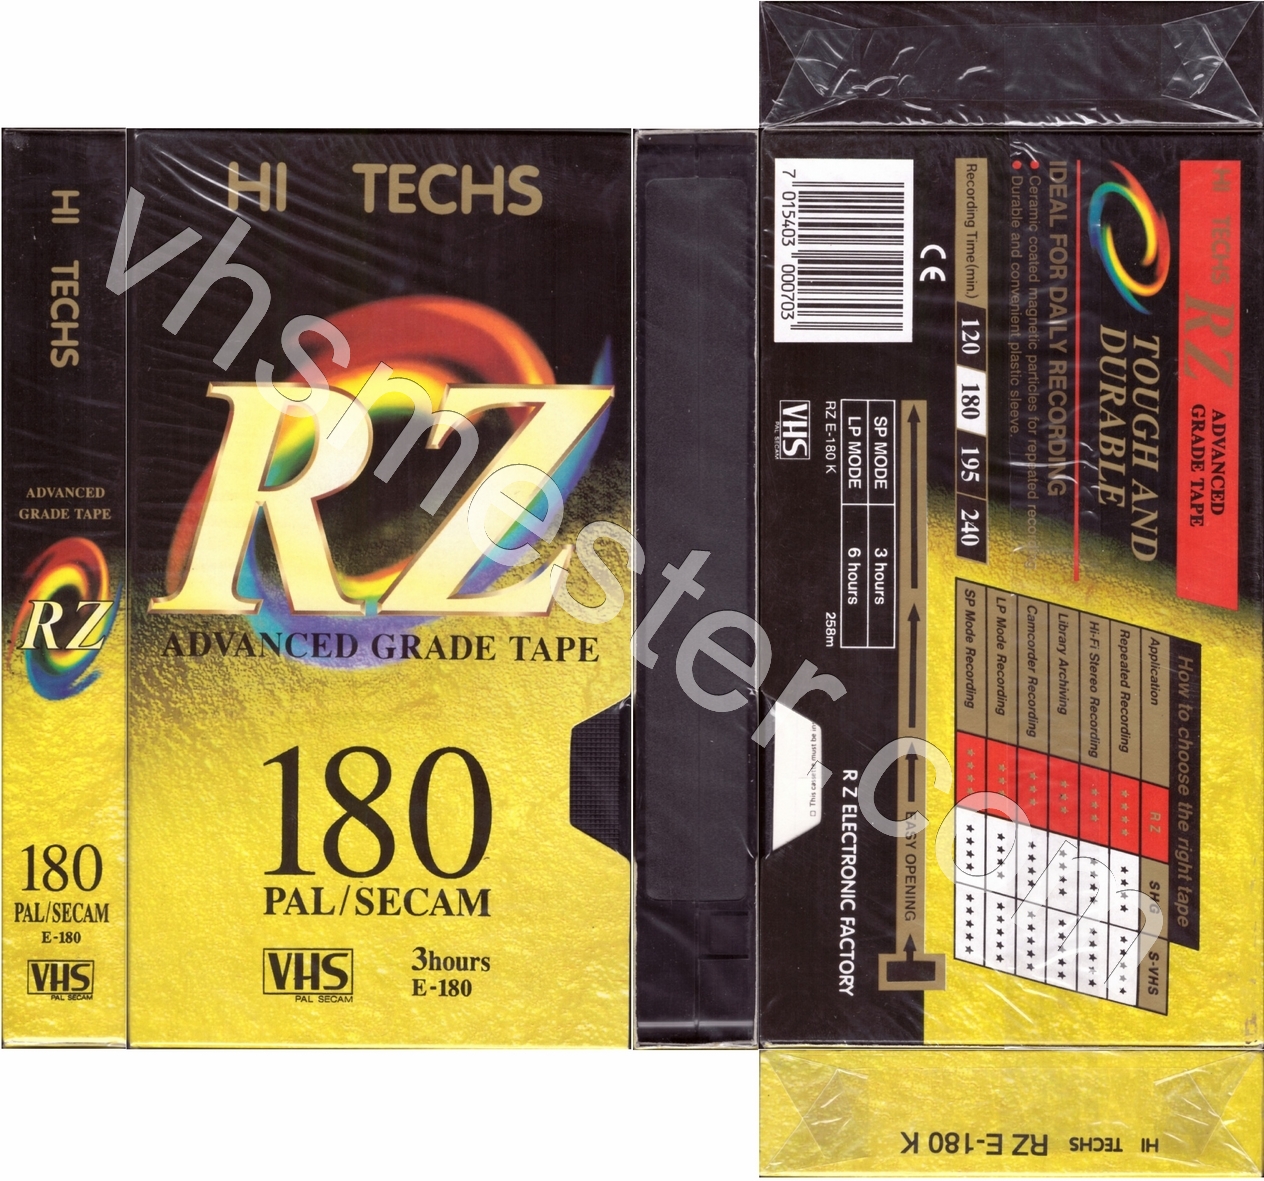 HI TECHS
ADVANCED
GRADE TAPE
RZ
180
PAL/SECAM
E-180
VHS
PAL SECAM
HI TECHS
RZ
ADVANCED GRADE TAPE
180
PAL/SECAM
VHS
PAL SECAM
3hours
E-180
HI TECHS RZ
ADVANCED
GRADE TAPE
TOUGH AND
DURABLE
IDEAL FOR DAILY RECORDING
Ceramic coated magnetic particles for repeated
Durable and convenient plastic sleeve.
Recording Time(min.) 120 180 195 240
CE
7 015403 000703
How to choose the right tape
Application RZ SHG S-VHS
Repeated Recording **** **** *****
Hi-Fi Stereo Recording **** **** *****
Library Archiving *** **** *****
Camcorder Recording *** **** *****
LP Mode Recording *** **** *****
SP Mode Recording **** **** *****
EASY OPENING
SP MODE 3 hours
LP MODE 6 hours
RZ E-180 K 258m
VHS
PAL SECAM
R Z ELECTRONIC FACTORY
HI TECHS RZ E-180 K
vhsmester.com